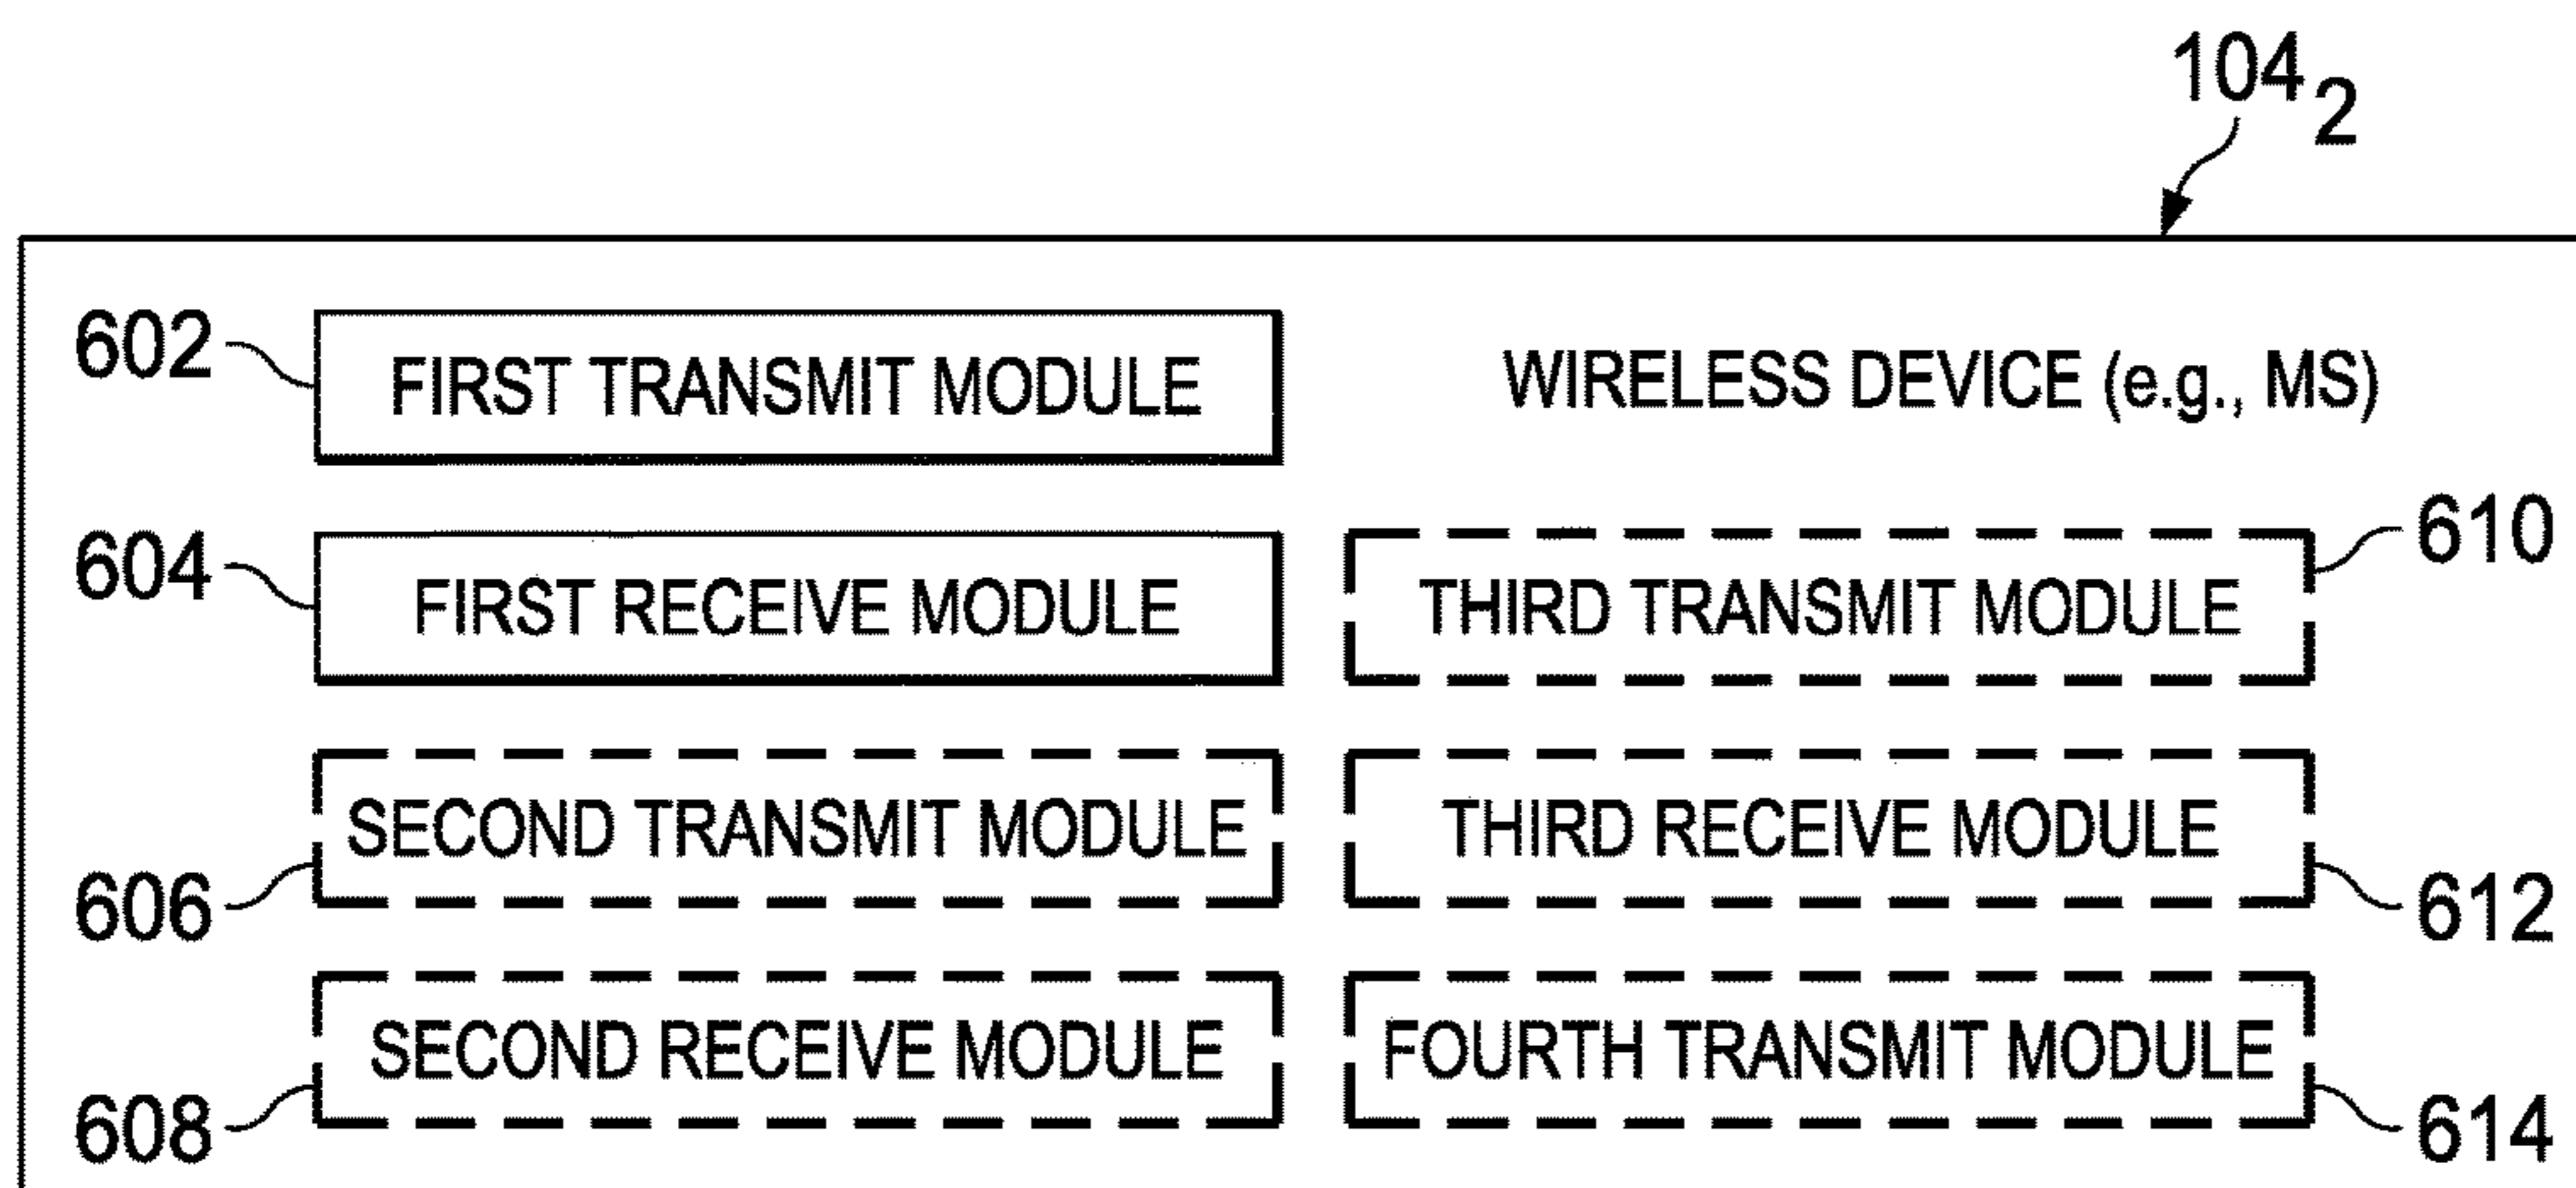 104₂
602 FIRST TRANSMIT MODULE WIRELESS DEVICE (e.g., MS)
604 FIRST RECEIVE MODULE THIRD TRANSMIT MODULE 610
606 SECOND TRANSMIT MODULE THIRD RECEIVE MODULE 612
608 SECOND RECEIVE MODULE FOURTH TRANSMIT MODULE 614